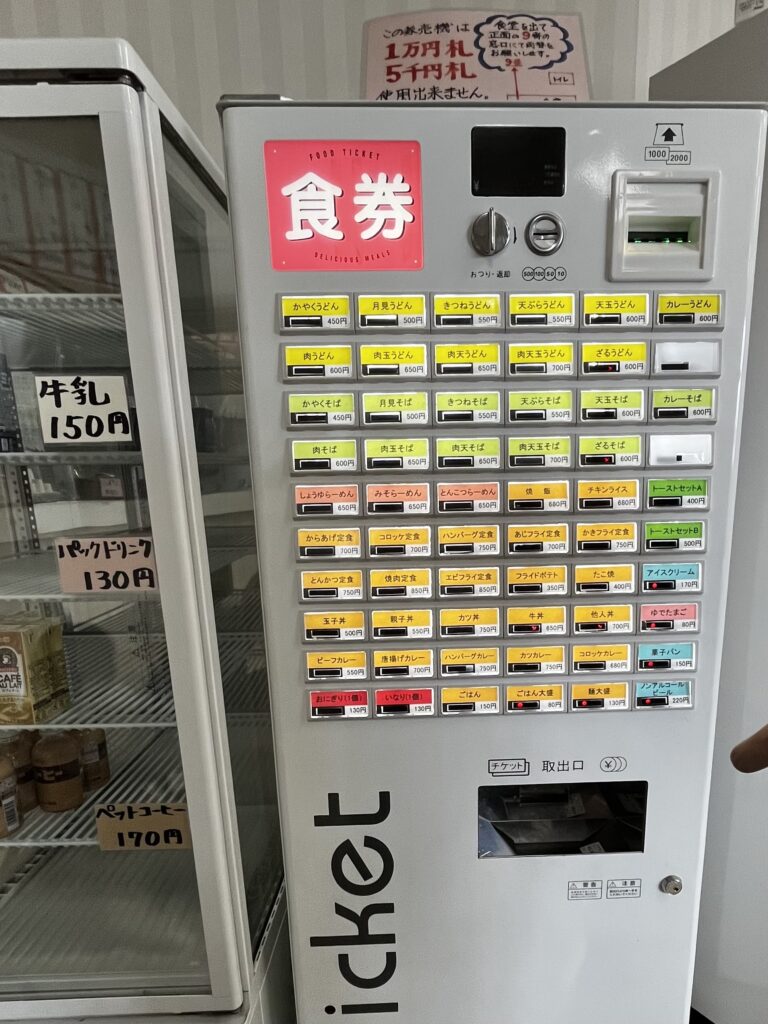 この券売機は
1万円札
5千円札
使用出来ません。
食堂を出て
正面の9番の
窓口にて両替を
お願いします。
トイレ
FOOD TICKET
食券
DELICIOUS MEALS
¥
おつり・返却
500 100 50 10
1000 2000
かやくうどん 450円
月見うどん 500円
きつねうどん 550円
天ぷらうどん 550円
天玉うどん 600円
カレーうどん 600円
肉うどん 600円
肉玉うどん 650円
肉天うどん 650円
肉天玉うどん 700円
ざるうどん 600円
かやくそば 450円
月見そば 500円
きつねそば 550円
天ぷらそば 550円
天玉そば 600円
カレーそば 600円
肉そば 600円
肉玉そば 650円
肉天そば 650円
肉天玉そば 700円
ざるそば 600円
しょうゆらーめん 650円
みそらーめん 650円
とんこつらーめん 650円
焼飯 680円
チキンライス 680円
トーストセットA 400円
からあげ定食 700円
コロッケ定食 700円
ハンバーグ定食 750円
あじフライ定食 700円
かきフライ定食 750円
トーストセットB 500円
とんかつ定食 750円
焼肉定食 850円
エビフライ定食 850円
フライドポテト 350円
たこ焼 400円
アイスクリーム 170円
玉子丼 500円
親子丼 550円
カツ丼 750円
牛丼 650円
他人丼 700円
ゆでたまご 80円
ビーフカレー 550円
唐揚げカレー 700円
ハンバーグカレー 750円
カツカレー 750円
コロッケカレー 680円
菓子パン 150円
おにぎり(1個) 130円
いなり(1個) 130円
ごはん 150円
ごはん大盛 80円
麺大盛 130円
ノンアルコールビール 220円
チケット 取出口 ¥
警告
注意
icket
牛乳
150円
パックドリンク
130円
CAFÉ
AU LAIT
ペットコーヒー
170円